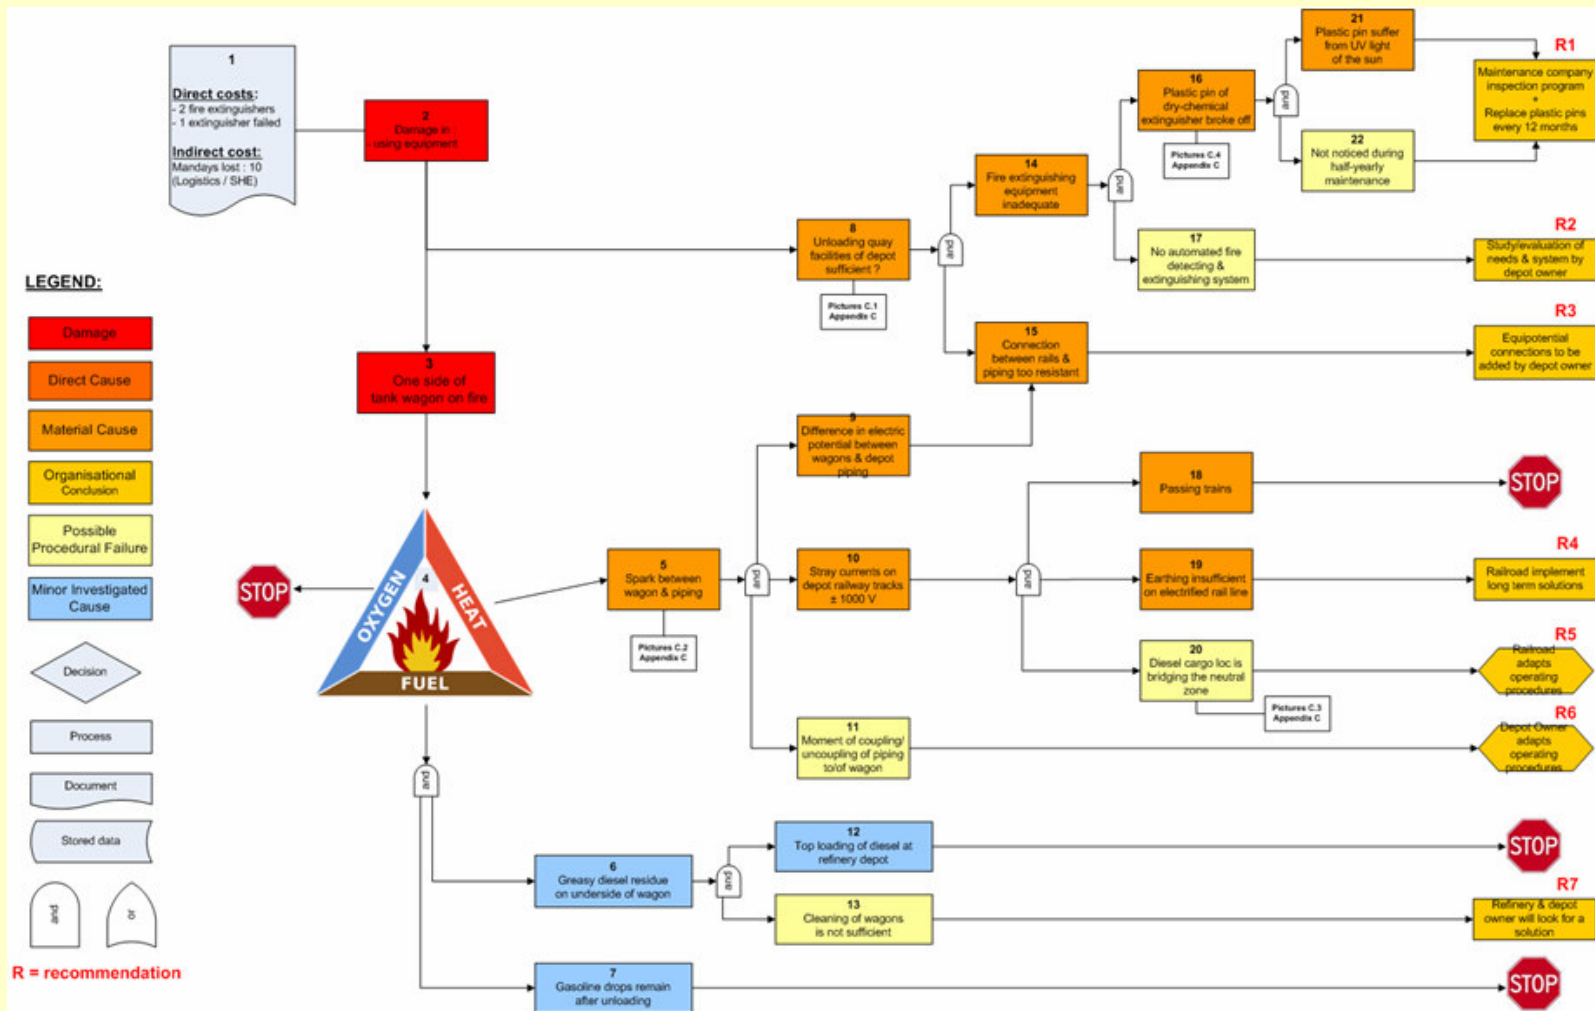 1
Direct costs:
- 2 fire extinguishers
- 1 extinguisher failed
Indirect cost:
Mandays lost : 10
(Logistics / SHE)
2
Damage in :
- using equipment
3
One side of
tank wagon on fire
OXYGEN
4
HEAT
FUEL
STOP
5
Spark between
wagon & piping
Pictures C.2
Appendix C
and
6
Greasy diesel residue
on underside of wagon
7
Gasoline drops remain
after unloading
8
Unloading quay
facilities of depot
sufficient ?
Pictures C.1
Appendix C
and
9
Difference in electric
potential between
wagons & depot
piping
and
10
Stray currents on
depot railway tracks
± 1000 V
11
Moment of coupling/
uncoupling of piping
to/of wagon
and
12
Top loading of diesel at
refinery depot
13
Cleaning of wagons
is not sufficient
14
Fire extinguishing
equipment
inadequate
and
15
Connection
between rails &
piping too resistant
16
Plastic pin of
dry-chemical
extinguisher broke off
Pictures C.4
Appendix C
and
17
No automated fire
detecting &
extinguishing system
and
18
Passing trains
19
Earthing insufficient
on electrified rail line
20
Diesel cargo loc is
bridging the neutral
zone
Pictures C.3
Appendix C
21
Plastic pin suffer
from UV light
of the sun
22
Not noticed during
half-yearly
maintenance
R1
Maintenance company
inspection program
+
Replace plastic pins
every 12 months
R2
Study/evaluation of
needs & system by
depot owner
R3
Equipotential
connections to be
added by depot owner
STOP
R4
Railroad implement
long term solutions
R5
Railroad
adapts
operating
procedures
R6
Depot Owner
adapts
operating
procedures
STOP
R7
Refinery & depot
owner will look for a
solution
STOP
LEGEND:
Damage
Direct Cause
Material Cause
Organisational
Conclusion
Possible
Procedural Failure
Minor Investigated
Cause
Decision
Process
Document
Stored data
and
or
R = recommendation